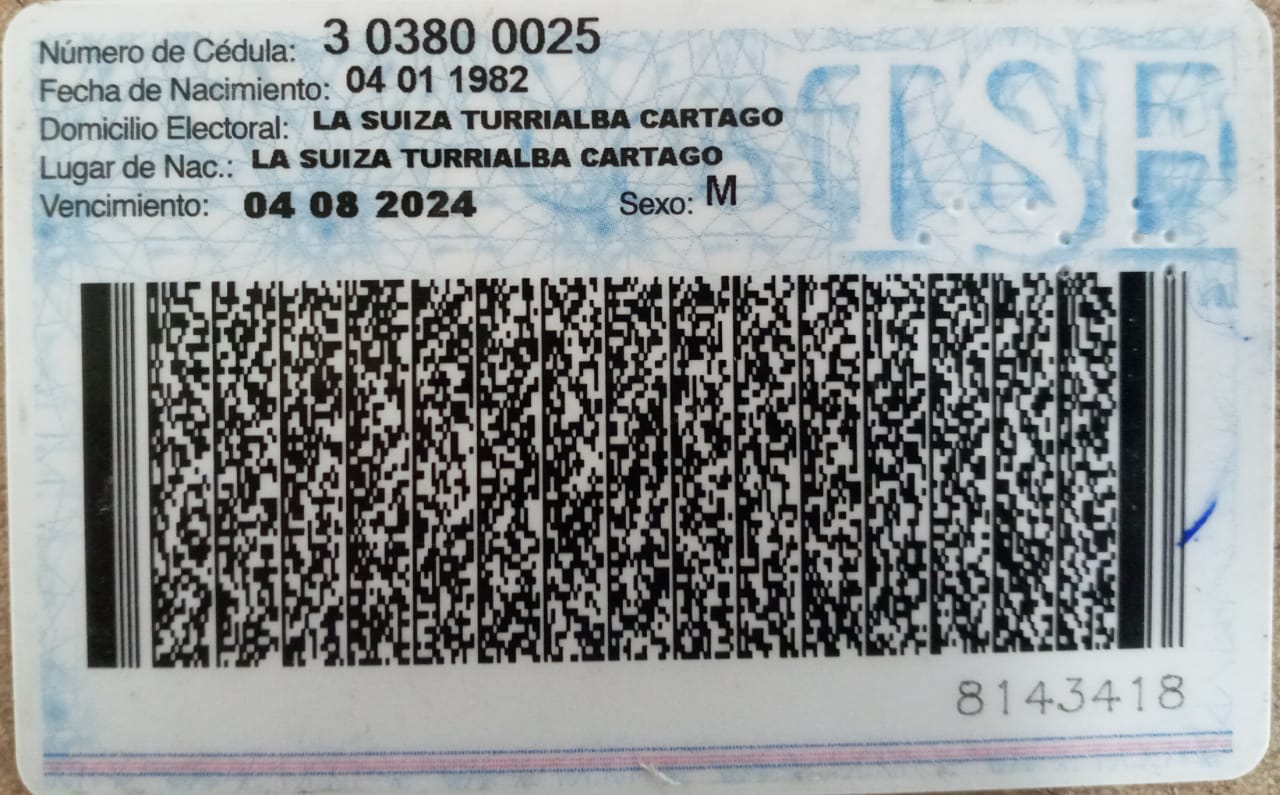 Número de Cédula: 3 0380 0025
Fecha de Nacimiento: 04 01 1982
Domicilio Electoral: LA SUIZA TURRIALBA CARTAGO
Lugar de Nac.: LA SUIZA TURRIALBA CARTAGO
Vencimiento: 04 08 2024 Sexo: M
TSE
8143418